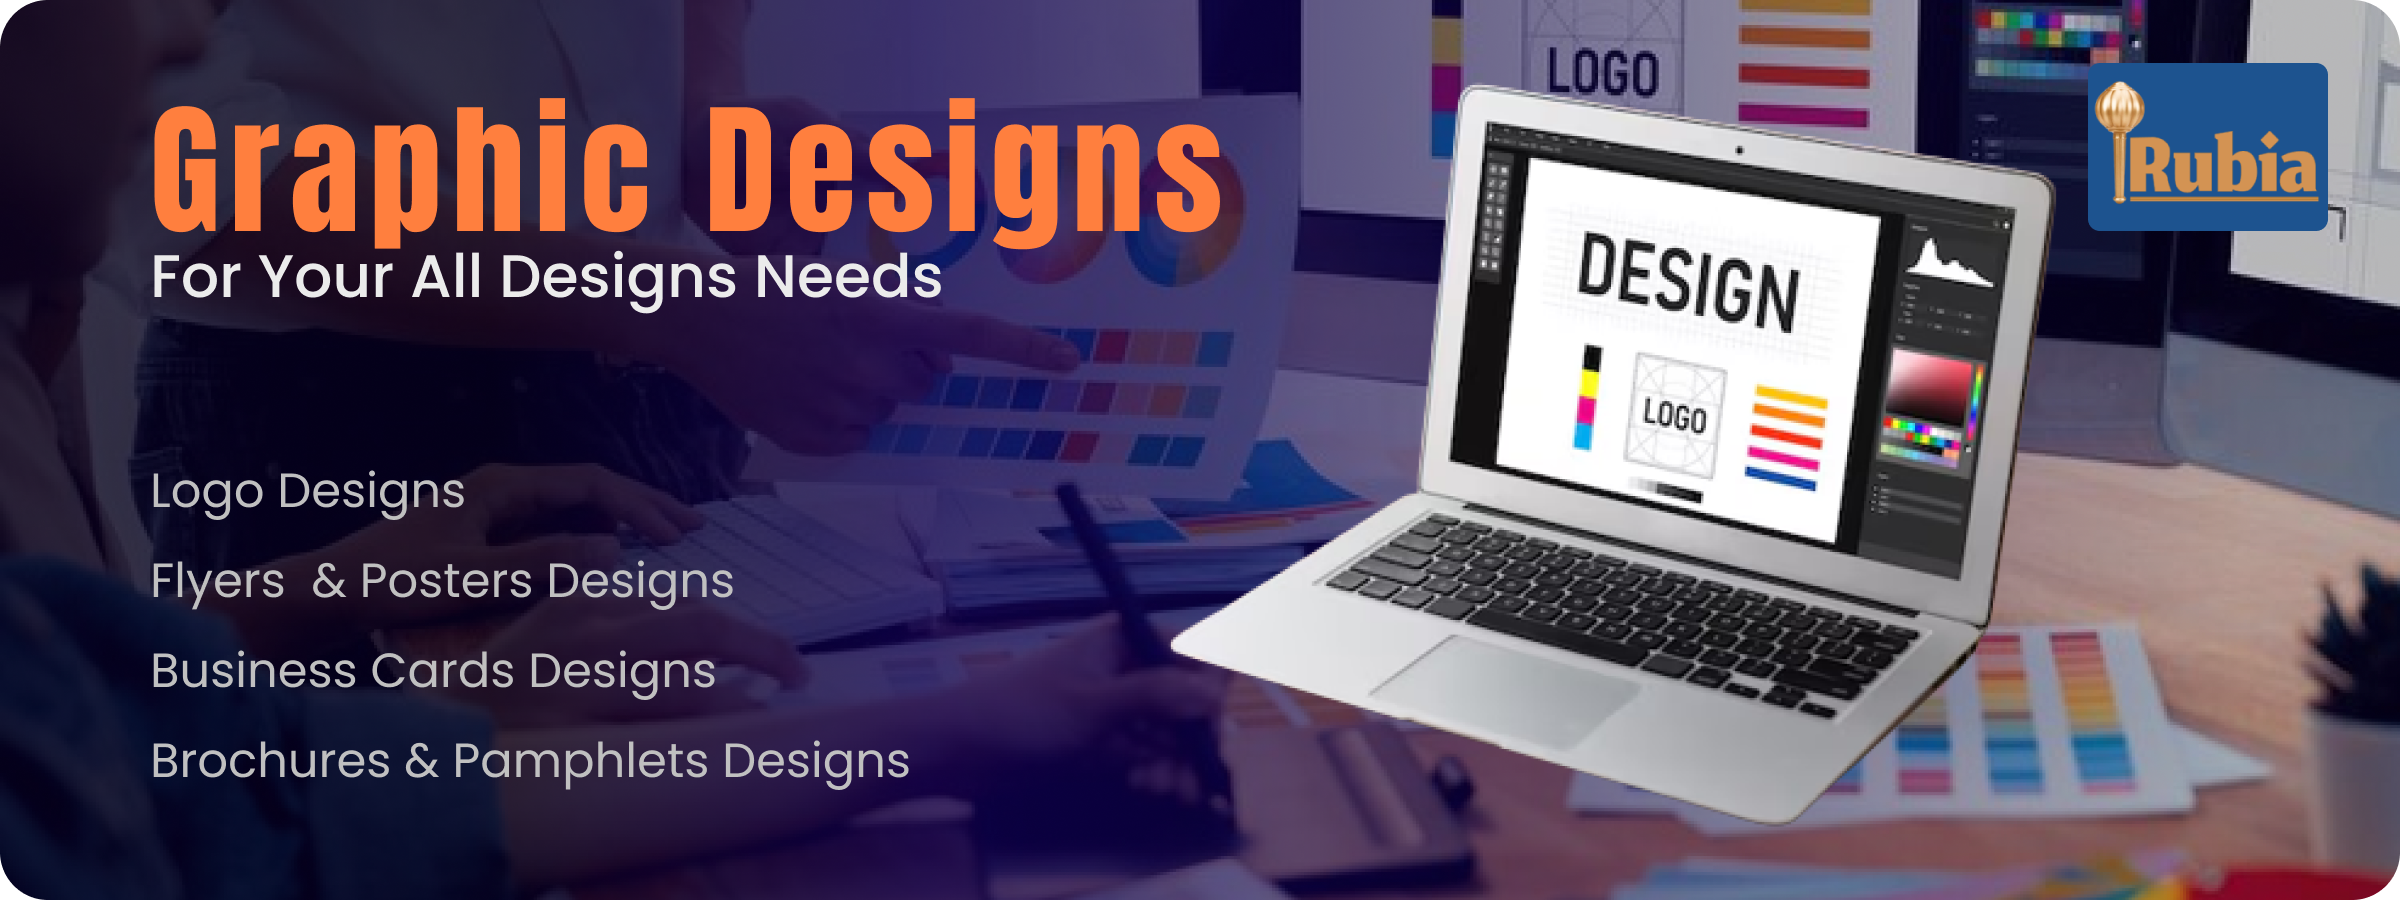 Graphic Designs
For Your All Designs Needs
Logo Designs
Flyers & Posters Designs
Business Cards Designs
Brochures & Pamphlets Designs
LOGO
DESIGN
LOGO
Rubia